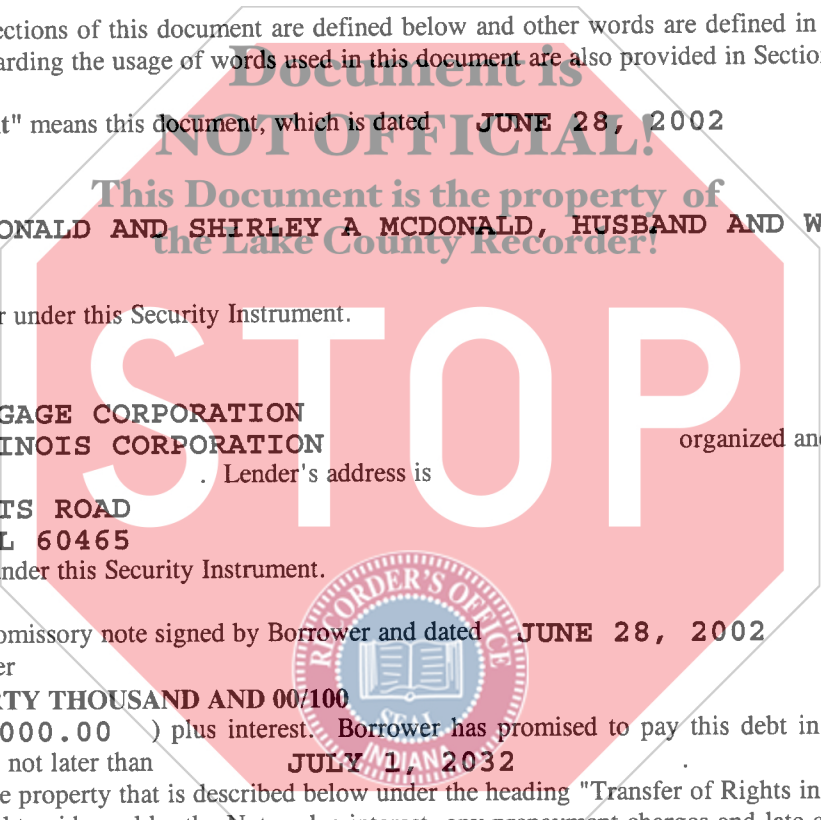 ections of this document are defined below and other words are defined in
arding the usage of words used in this document are also provided in Section
Document is
t" means this document, which is dated JUNE 28, 2002
NOT OFFICIAL!
This Document is the property of
ONALD AND SHIRLEY A MCDONALD, HUSBAND AND W
the Lake County Recorder!
r under this Security Instrument.
STOP
GAGE CORPORATION
INOIS CORPORATION organized and
. Lender's address is
TS ROAD
L 60465
nder this Security Instrument.
RECORDER'S OFFICE
omissory note signed by Borrower and dated JUNE 28, 2002
er
RTY THOUSAND AND 00/100
000.00 ) plus interest. Borrower has promised to pay this debt in
SEAL
not later than JULY 1, 2032 .
INDIANA
e property that is described below under the heading "Transfer of Rights in